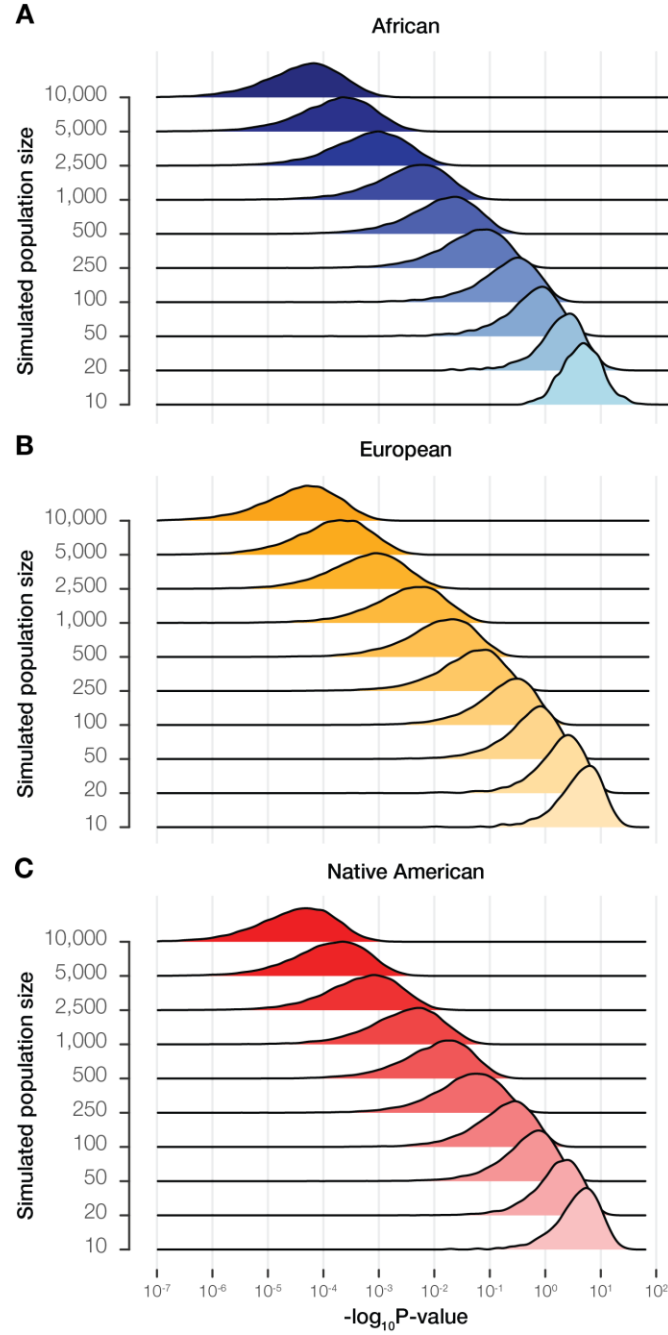 A
African
Simulated population size
10,000
5,000
2,500
1,000
500
250
100
50
20
10
B
European
Simulated population size
10,000
5,000
2,500
1,000
500
250
100
50
20
10
C
Native American
Simulated population size
10,000
5,000
2,500
1,000
500
250
100
50
20
10
10⁻⁷ 10⁻⁶ 10⁻⁵ 10⁻⁴ 10⁻³ 10⁻² 10⁻¹ 10⁰ 10¹ 10²
-log₁₀P-value